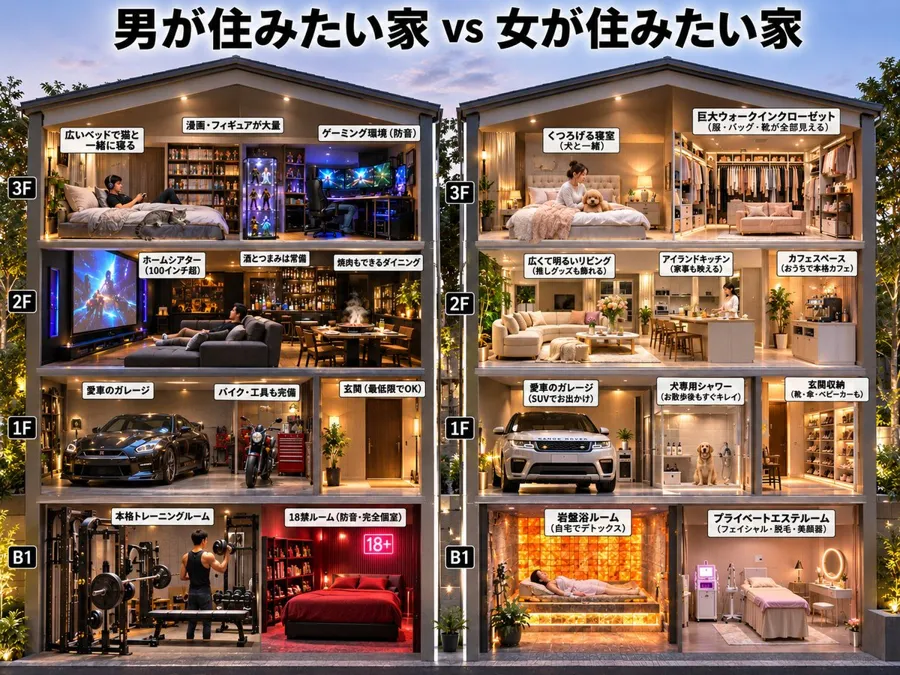 男が住みたい家 vs 女が住みたい家
3F
広いベッドで猫と
一緒に寝る
漫画・フィギュアが大量
ゲーミング環境(防音)
2F
ホームシアター
(100インチ超)
酒とつまみは常備
焼肉もできるダイニング
1F
愛車のガレージ
バイク・工具も完備
玄関(最低限でOK)
B1
本格トレーニングルーム
18禁ルーム(防音・完全個室)
18+
3F
くつろげる寝室
(犬と一緒)
巨大ウォークインクローゼット
(服・バッグ・靴が全部見える)
2F
広くて明るいリビング
(推しグッズも飾れる)
アイランドキッチン
(家事も映える)
カフェスペース
(おうちで本格カフェ)
1F
愛車のガレージ
(SUVでお出かけ)
RANGE ROVER
犬専用シャワー
(お散歩後もすぐキレイ)
玄関収納
(靴・傘・ベビーカーも)
B1
岩盤浴ルーム
(自宅でデトックス)
プライベートエステルーム
(フェイシャル・脱毛・美顔器)